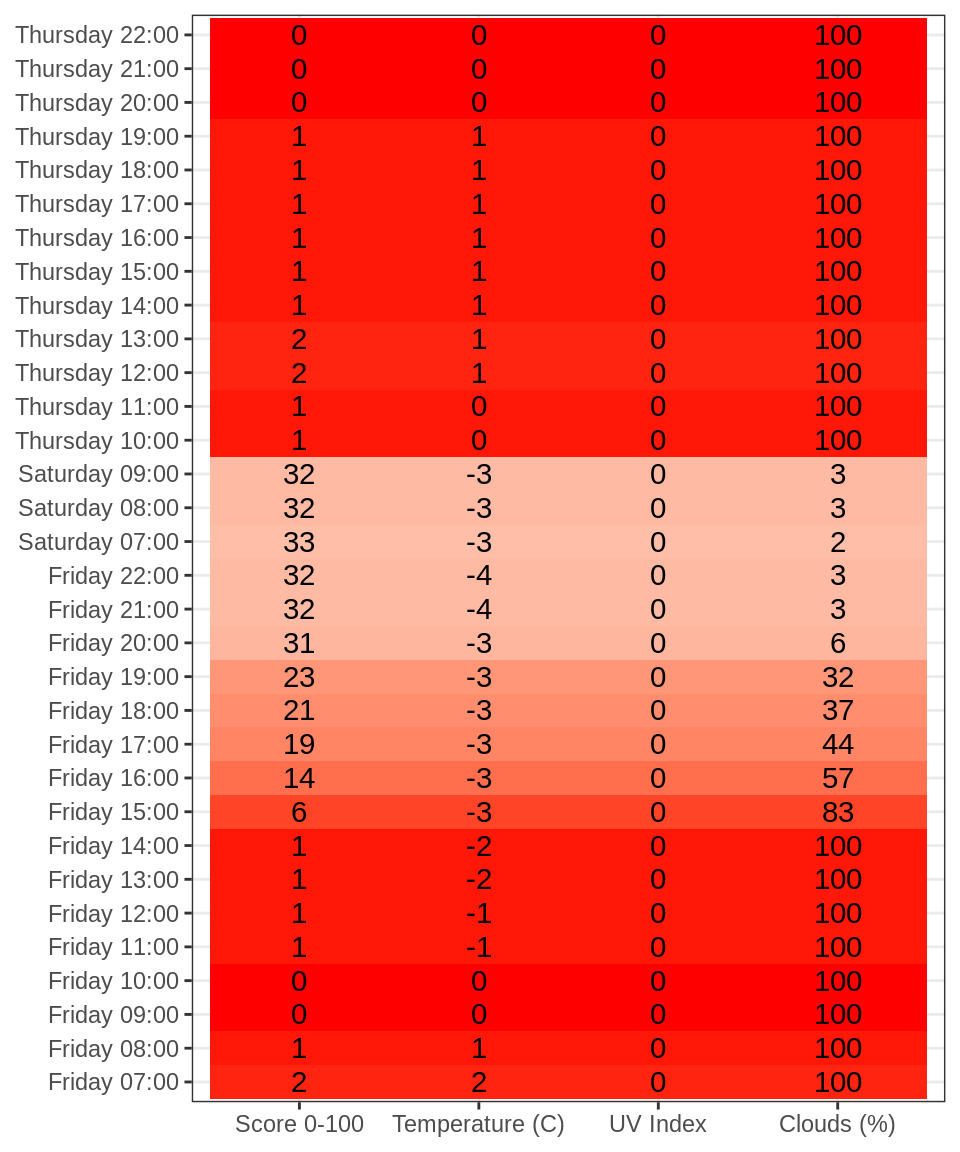 Thursday 22:00 0 0 0 100
Thursday 21:00 0 0 0 100
Thursday 20:00 0 0 0 100
Thursday 19:00 1 1 0 100
Thursday 18:00 1 1 0 100
Thursday 17:00 1 1 0 100
Thursday 16:00 1 1 0 100
Thursday 15:00 1 1 0 100
Thursday 14:00 1 1 0 100
Thursday 13:00 2 1 0 100
Thursday 12:00 2 1 0 100
Thursday 11:00 1 0 0 100
Thursday 10:00 1 0 0 100
Saturday 09:00 32 -3 0 3
Saturday 08:00 32 -3 0 3
Saturday 07:00 33 -3 0 2
Friday 22:00 32 -4 0 3
Friday 21:00 32 -4 0 3
Friday 20:00 31 -3 0 6
Friday 19:00 23 -3 0 32
Friday 18:00 21 -3 0 37
Friday 17:00 19 -3 0 44
Friday 16:00 14 -3 0 57
Friday 15:00 6 -3 0 83
Friday 14:00 1 -2 0 100
Friday 13:00 1 -2 0 100
Friday 12:00 1 -1 0 100
Friday 11:00 1 -1 0 100
Friday 10:00 0 0 0 100
Friday 09:00 0 0 0 100
Friday 08:00 1 1 0 100
Friday 07:00 2 2 0 100
Score 0-100 Temperature (C) UV Index Clouds (%)